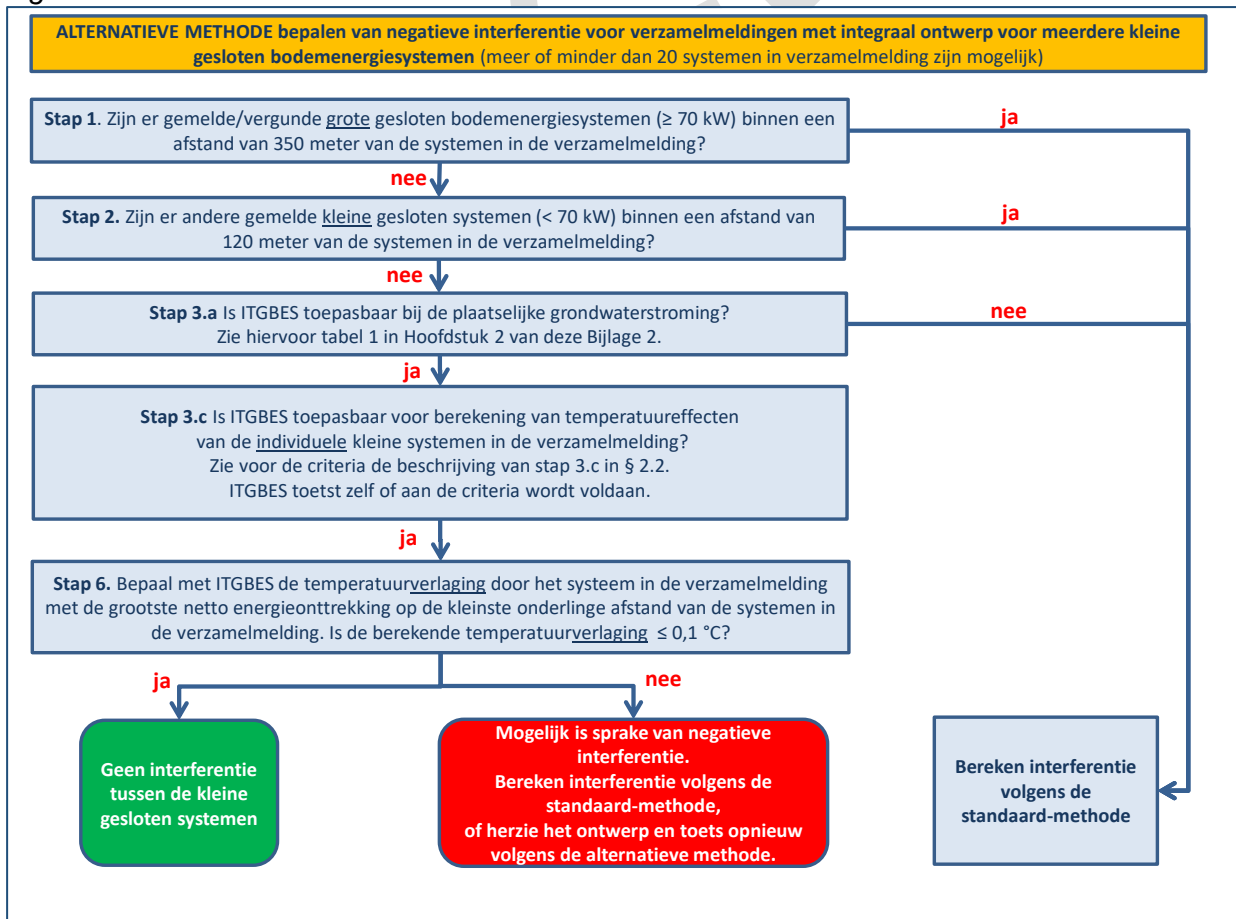 ALTERNATIEVE METHODE bepalen van negatieve interferentie voor verzamelmeldingen met integraal ontwerp voor meerdere kleine
gesloten bodemenergiesystemen (meer of minder dan 20 systemen in verzamelmelding zijn mogelijk)
Stap 1. Zijn er gemelde/vergunde grote gesloten bodemenergiesystemen (≥ 70 kW) binnen een
afstand van 350 meter van de systemen in de verzamelmelding?
ja
nee
Stap 2. Zijn er andere gemelde kleine gesloten systemen (< 70 kW) binnen een afstand van
120 meter van de systemen in de verzamelmelding?
ja
nee
Stap 3.a Is ITGBES toepasbaar bij de plaatselijke grondwaterstroming?
Zie hiervoor tabel 1 in Hoofdstuk 2 van deze Bijlage 2.
nee
ja
Stap 3.c Is ITGBES toepasbaar voor berekening van temperatuureffecten
van de individuele kleine systemen in de verzamelmelding?
Zie voor de criteria de beschrijving van stap 3.c in § 2.2.
ITGBES toetst zelf of aan de criteria wordt voldaan.
ja
Stap 6. Bepaal met ITGBES de temperatuurverlaging door het systeem in de verzamelmelding
met de grootste netto energieonttrekking op de kleinste onderlinge afstand van de systemen in
de verzamelmelding. Is de berekende temperatuurverlaging ≤ 0,1 °C?
ja
nee
Geen interferentie
tussen de kleine
gesloten systemen
Mogelijk is sprake van negatieve
interferentie.
Bereken interferentie volgens de
standaard-methode,
of herzie het ontwerp en toets opnieuw
volgens de alternatieve methode.
Bereken interferentie
volgens de
standaard-methode